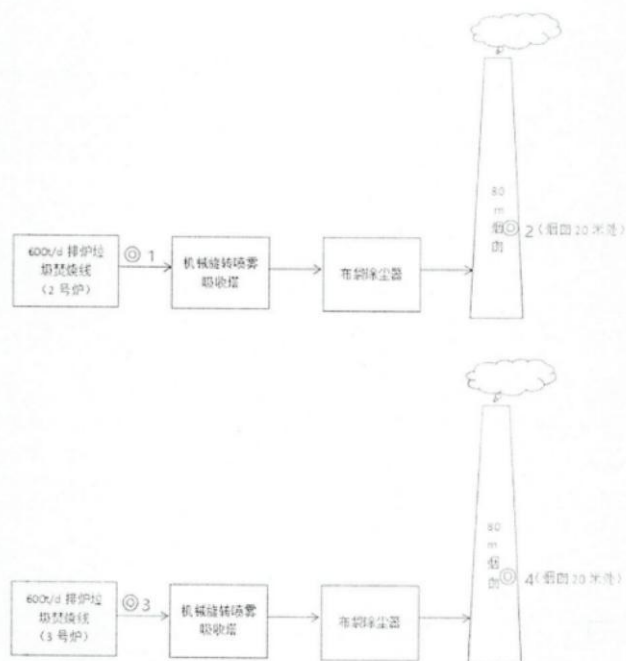 80
m
烟
囱
◎ 2(烟囱20米处)
600t/d 排炉垃
圾焚烧线
(2号炉)
◎ 1
机械旋转喷雾
吸收塔
布袋除尘器
80
m
烟
囱
◎ 4(烟囱20米处)
600t/d 排炉垃
圾焚烧线
(3号炉)
◎ 3
机械旋转喷雾
吸收塔
布袋除尘器